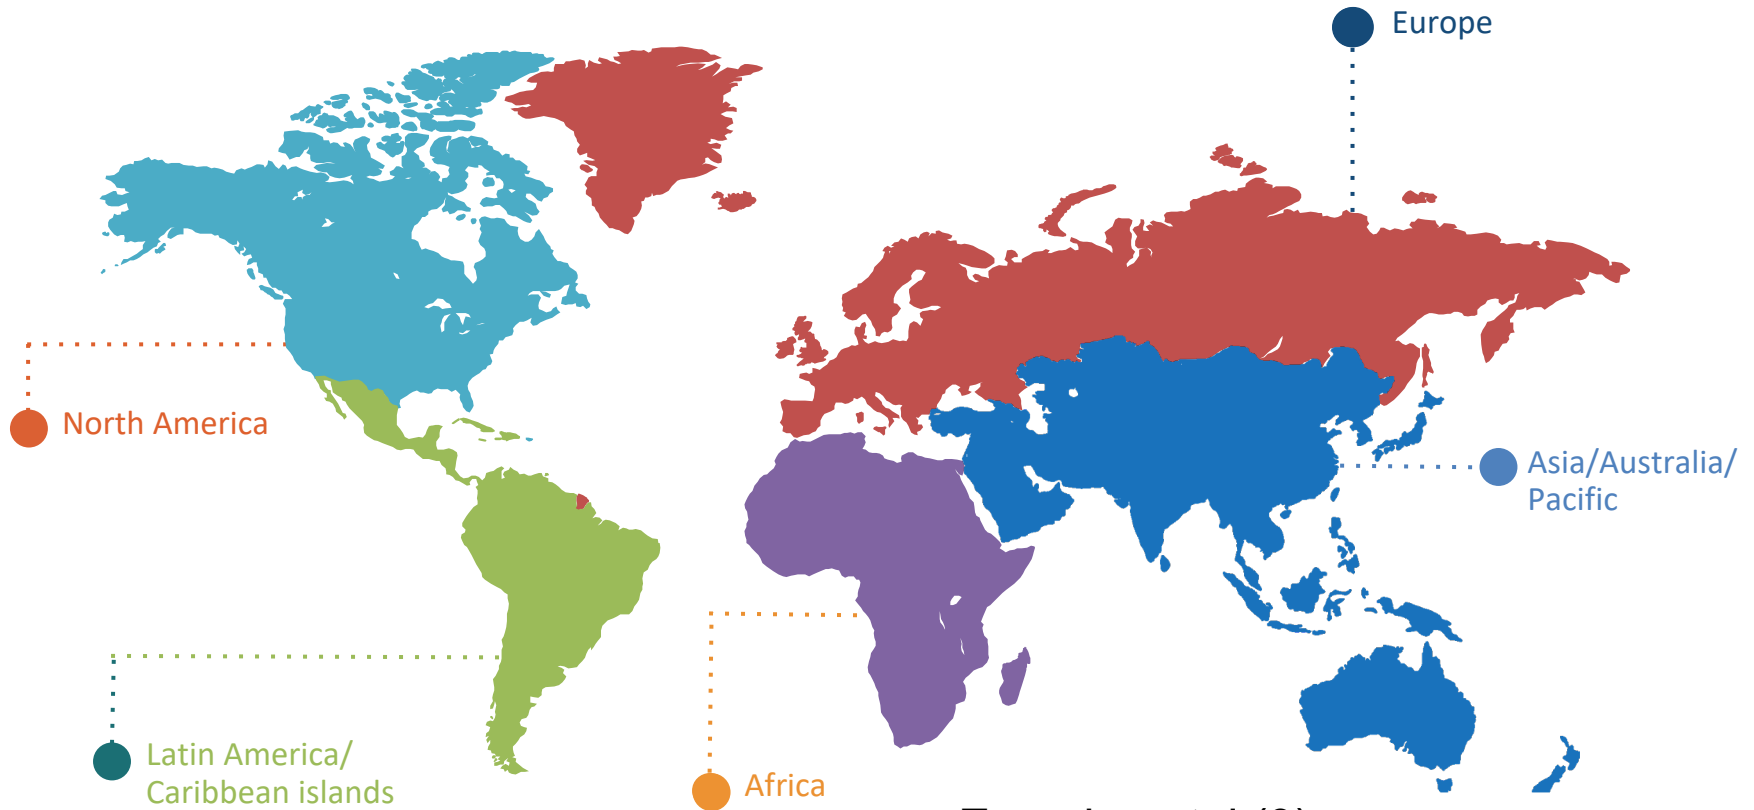 Europe
North America
Asia/Australia/
Pacific
Latin America/
Caribbean islands
Africa